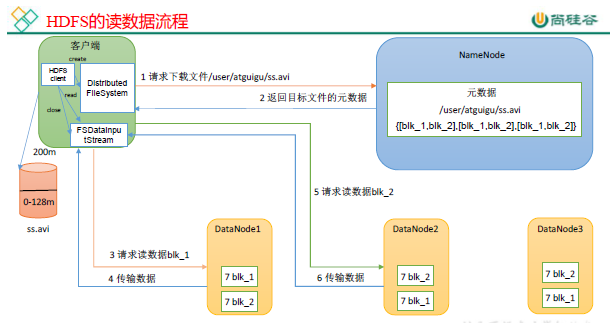 HDFS的读数据流程
尚硅谷
客户端
create
HDFS
client
Distributed
FileSystem
read
close
FSDataInpu
tStream
1 请求下载文件/user/atguigu/ss.avi
2 返回目标文件的元数据
NameNode
元数据
/user/atguigu/ss.avi
{[blk_1,blk_2],[blk_1,blk_2],[blk_1,blk_2]}
200m
0-128m
ss.avi
5 请求读数据blk_2
3 请求读数据blk_1
4 传输数据
6 传输数据
DataNode1
7 blk_1
7 blk_2
DataNode2
7 blk_2
7 blk_1
DataNode3
7 blk_2
7 blk_1